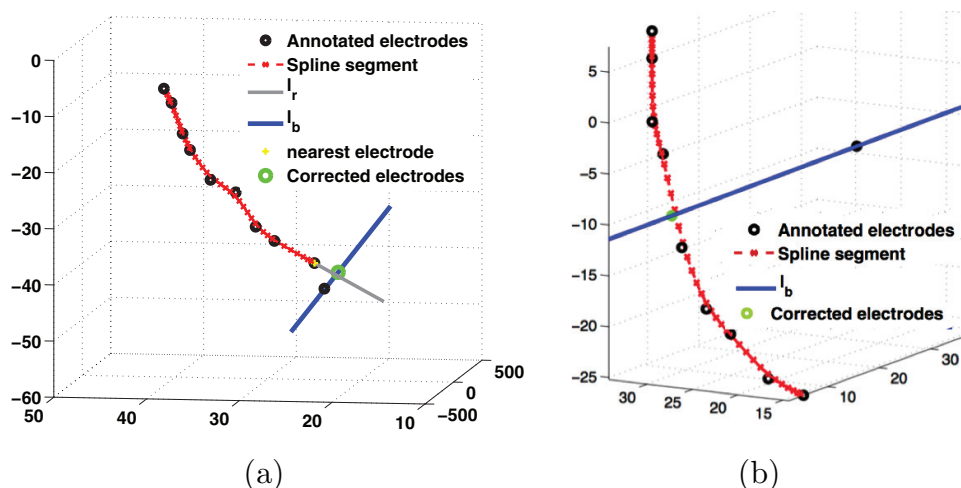 Annotated electrodes
Spline segment
l_r
l_b
nearest electrode
Corrected electrodes
0
−10
−20
−30
−40
−50
−60
50
40
30
20
10
500
0
−500
(a)
5
0
−5
−10
−15
−20
−25
30
25
20
15
10
20
30
Annotated electrodes
Spline segment
l_b
Corrected electrodes
(b)